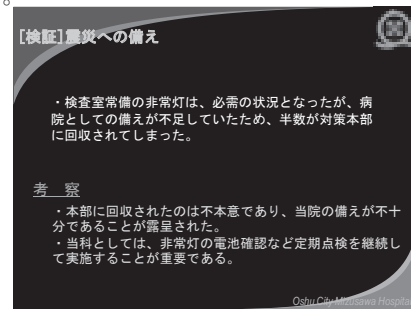 [検証]震災への備え
・検査室常備の非常灯は、必需の状況となったが、病
院としての備えが不足していたため、半数が対策本部
に回収されてしまった。
考　察
・本部に回収されたのは不本意であり、当院の備えが不十
分であることが露呈された。
・当科としては、非常灯の電池確認など定期点検を継続し
て実施することが重要である。
Oshu City Mizusawa Hospital